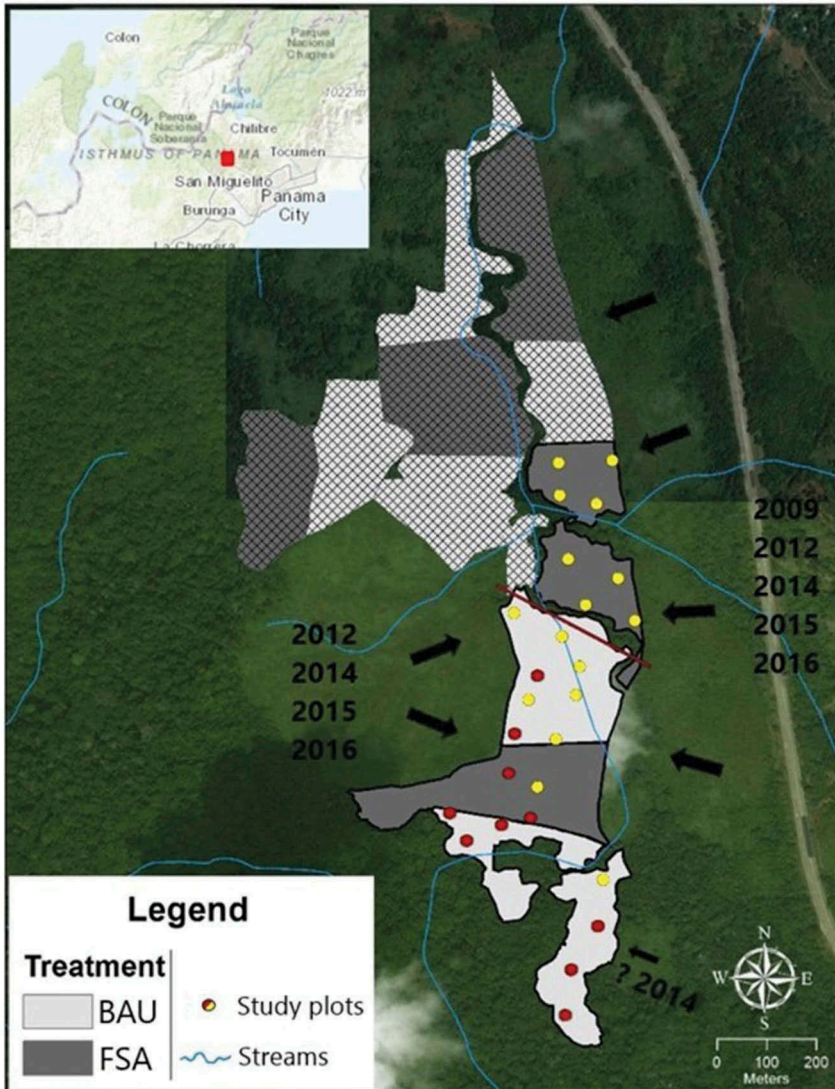 Colon
Parque
Nacional
Chagres
Lago
Alajuela
1022 m
COLÓN
Parque
Nacional
Soberanía
Chilibre
ISTHMUS OF PANAMA
Tocumen
San Miguelito
Panama
City
Burunga
La Chorrera
2009
2012
2014
2015
2016
2012
2014
2015
2016
? 2014
Legend
Treatment
BAU
FSA
Study plots
Streams
N
W
E
S
0 100 200
Meters